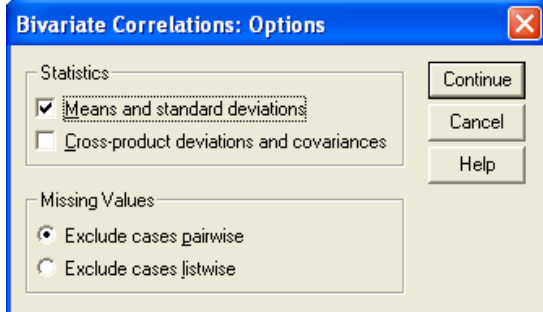 Bivariate Correlations: Options
Statistics
Means and standard deviations
Cross-product deviations and covariances
Missing Values
Exclude cases pairwise
Exclude cases listwise
Continue
Cancel
Help